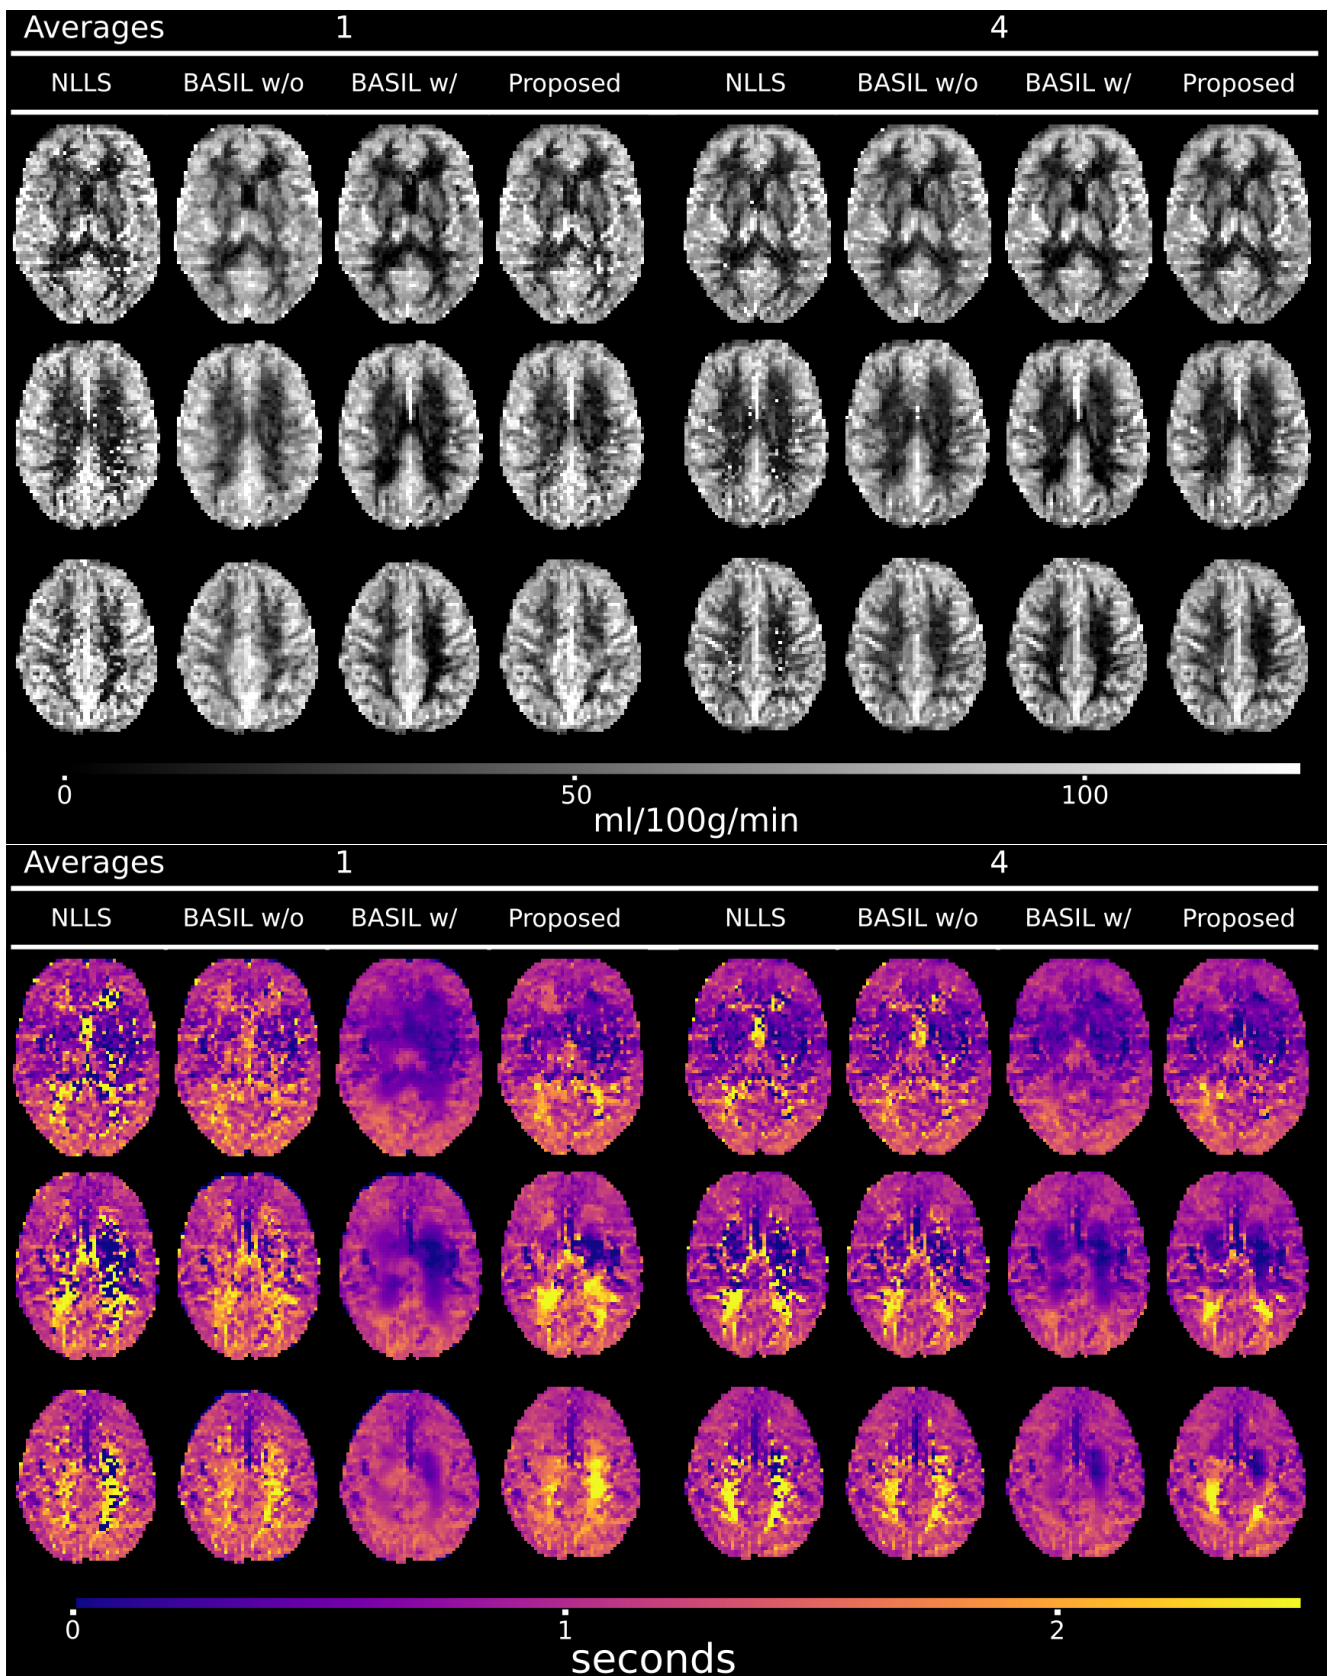 Averages 1 4
NLLS BASIL w/o BASIL w/ Proposed NLLS BASIL w/o BASIL w/ Proposed
0 50 100
ml/100g/min
Averages 1 4
NLLS BASIL w/o BASIL w/ Proposed NLLS BASIL w/o BASIL w/ Proposed
0 1 2
seconds